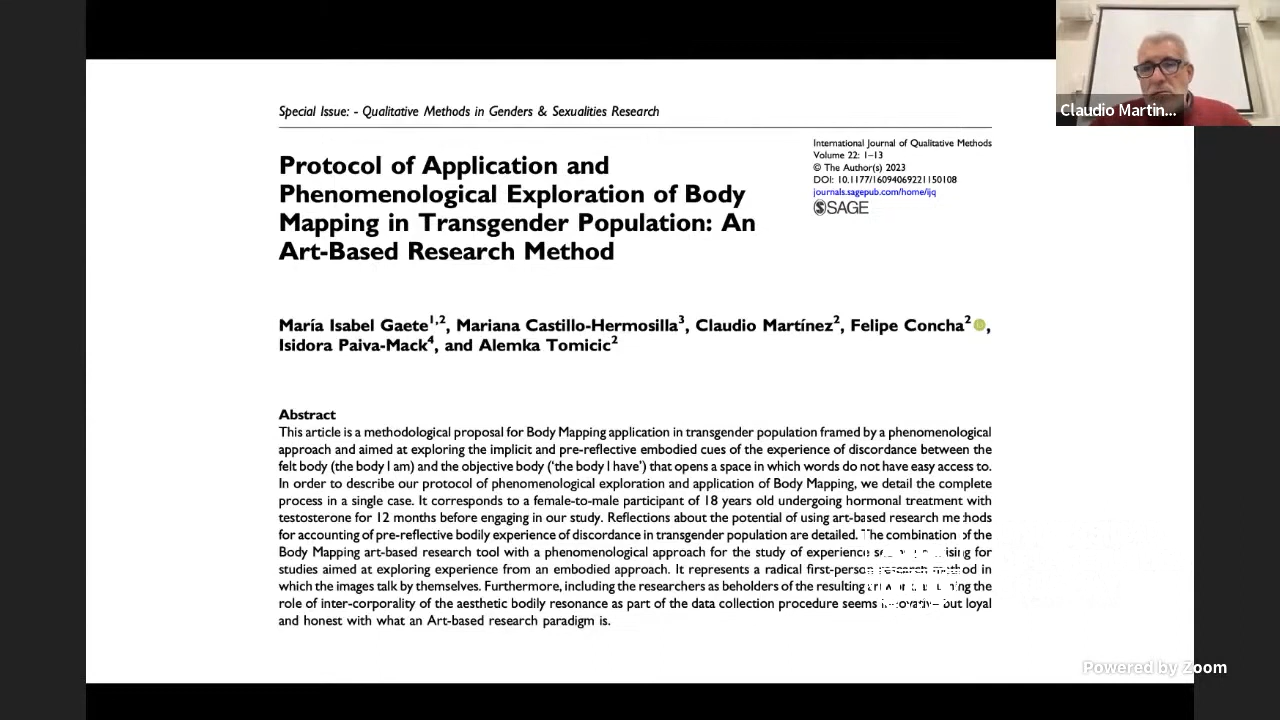 Special Issue: - Qualitative Methods in Genders & Sexualities Research
Protocol of Application and
Phenomenological Exploration of Body
Mapping in Transgender Population: An
Art-Based Research Method
International Journal of Qualitative Methods
Volume 22: 1–13
© The Author(s) 2023
DOI: 10.1177/16094069221150108
journals.sagepub.com/home/ijq
SAGE
María Isabel Gaete1,2, Mariana Castillo-Hermosilla3, Claudio Martínez2, Felipe Concha2,
Isidora Paiva-Mack4, and Alemka Tomicic2
Abstract
This article is a methodological proposal for Body Mapping application in transgender population framed by a phenomenological
approach and aimed at exploring the implicit and pre-reflective embodied cues of the experience of discordance between the
felt body (the body I am) and the objective body (‘the body I have’) that opens a space in which words do not have easy access to.
In order to describe our protocol of phenomenological exploration and application of Body Mapping, we detail the complete
process in a single case. It corresponds to a female-to-male participant of 18 years old undergoing hormonal treatment with
testosterone for 12 months before engaging in our study. Reflections about the potential of using art-based research methods
for accounting of pre-reflective bodily experience of discordance in transgender population are detailed. The combination of the
Body Mapping art-based research tool with a phenomenological approach for the study of experience for
studies aimed at exploring experience from an embodied approach. It represents a radical first-person research method in
which the images talk by themselves. Furthermore, including the researchers as beholders of the resulting the
role of inter-corporality of the aesthetic bodily resonance as part of the data collection procedure seems but loyal
and honest with what an Art-based research paradigm is.
Claudio Martin...
Powered by Zoom